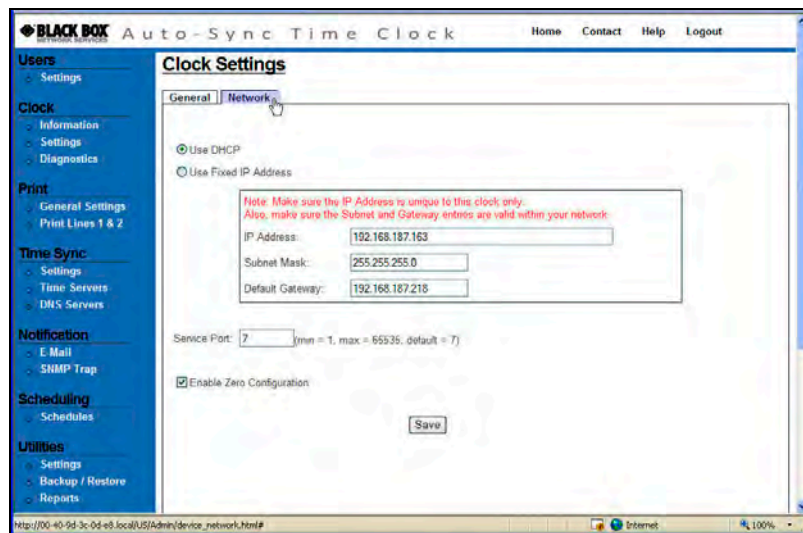 BLACK BOX Auto-Sync Time Clock Home Contact Help Logout
NETWORK SERVICES
Users
Settings
Clock
Information
Settings
Diagnostics
Print
General Settings
Print Lines 1 & 2
Time Sync
Settings
Time Servers
DNS Servers
Notification
E Mail
SNMP Trap
Scheduling
Schedules
Utilities
Settings
Backup / Restore
Reports
Clock Settings
General Network
Use DHCP
Use Fixed IP Address
Note: Make sure the IP Address is unique to this clock only.
Also, make sure the Subnet and Gateway entries are valid within your network
IP Address: 192.168.187.163
Subnet Mask: 255.255.255.0
Default Gateway: 192.168.187.218
Service Port: 7 (min = 1, max = 65535, default = 7)
Enable Zero Configuration
Save
http://00-40-9d-3c-0d-e8.local/US/Admin/device_network.html# Internet 100%